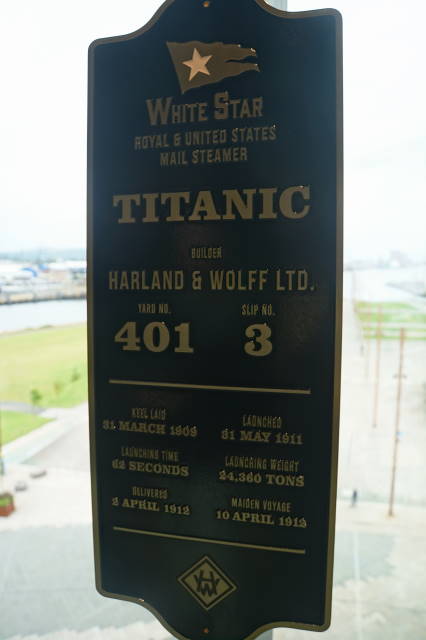 WHITE STAR
ROYAL & UNITED STATES
MAIL STEAMER
TITANIC
BUILDER
HARLAND & WOLFF LTD.
YARD NO. SLIP NO.
401 3
KEEL LAID LAUNCHED
31 MARCH 1909 31 MAY 1911
LAUNCHING TIME LAUNCHING WEIGHT
62 SECONDS 24,360 TONS
DELIVERED MAIDEN VOYAGE
2 APRIL 1912 10 APRIL 1912
HW